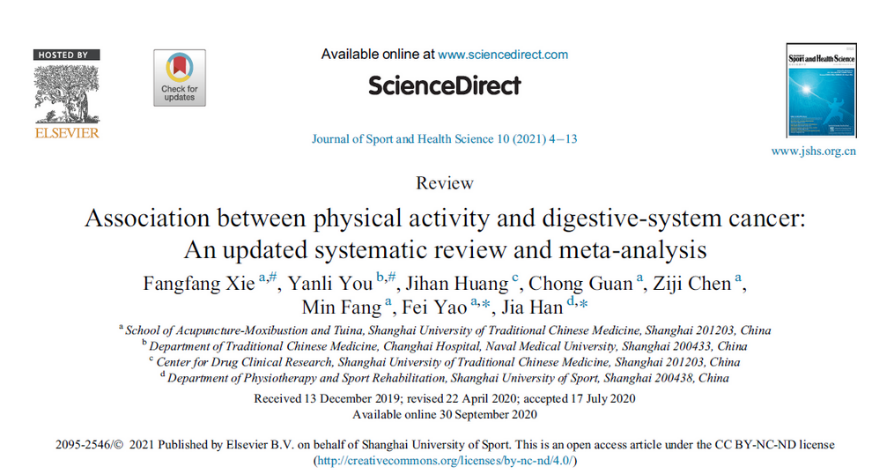 HOSTED BY
ELSEVIER
Check for
updates
Available online at www.sciencedirect.com
ScienceDirect
Journal of Sport and Health Science 10 (2021) 4−13
Sport and Health Science
www.jshs.org.cn
Review
Association between physical activity and digestive-system cancer:
An updated systematic review and meta-analysis
Fangfang Xie a,#, Yanli You b,#, Jihan Huang c, Chong Guan a, Ziji Chen a,
Min Fang a, Fei Yao a,*, Jia Han d,*
a School of Acupuncture-Moxibustion and Tuina, Shanghai University of Traditional Chinese Medicine, Shanghai 201203, China
b Department of Traditional Chinese Medicine, Changhai Hospital, Naval Medical University, Shanghai 200433, China
c Center for Drug Clinical Research, Shanghai University of Traditional Chinese Medicine, Shanghai 201203, China
d Department of Physiotherapy and Sport Rehabilitation, Shanghai University of Sport, Shanghai 200438, China
Received 13 December 2019; revised 22 April 2020; accepted 17 July 2020
Available online 30 September 2020
2095-2546/© 2021 Published by Elsevier B.V. on behalf of Shanghai University of Sport. This is an open access article under the CC BY-NC-ND license
(http://creativecommons.org/licenses/by-nc-nd/4.0/)